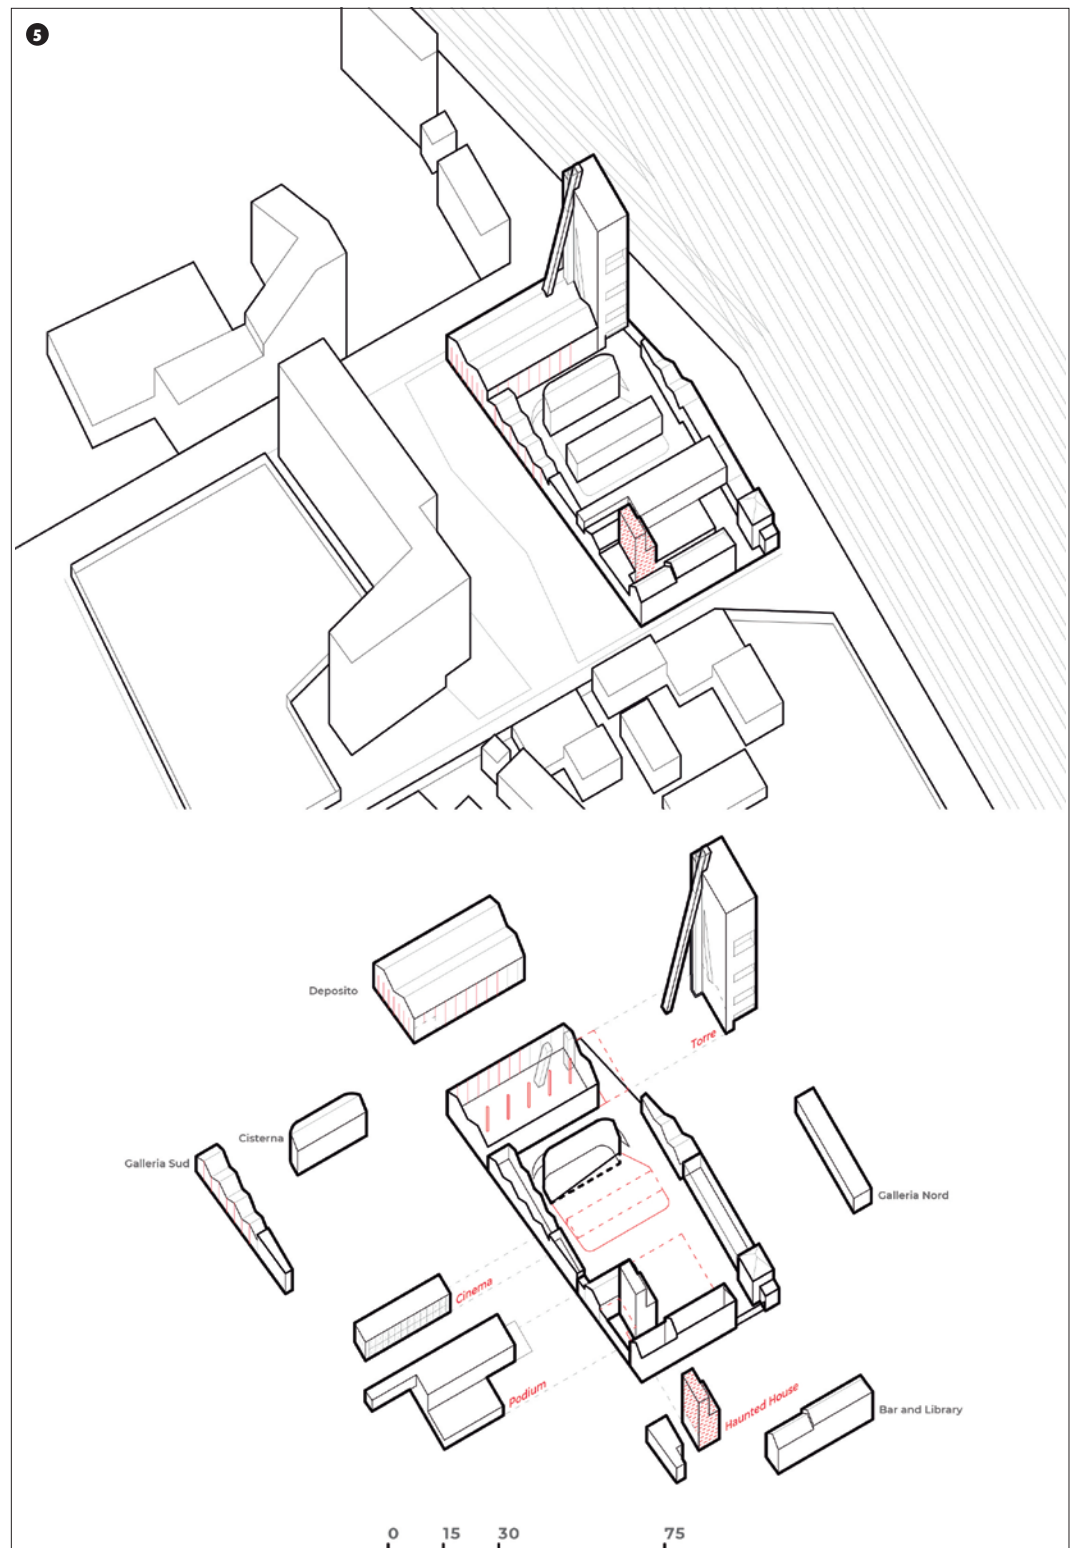 5
Deposito
Torre
Cisterna
Galleria Sud
Galleria Nord
Cinema
Podium
Haunted House
Bar and Library
0 15 30 75